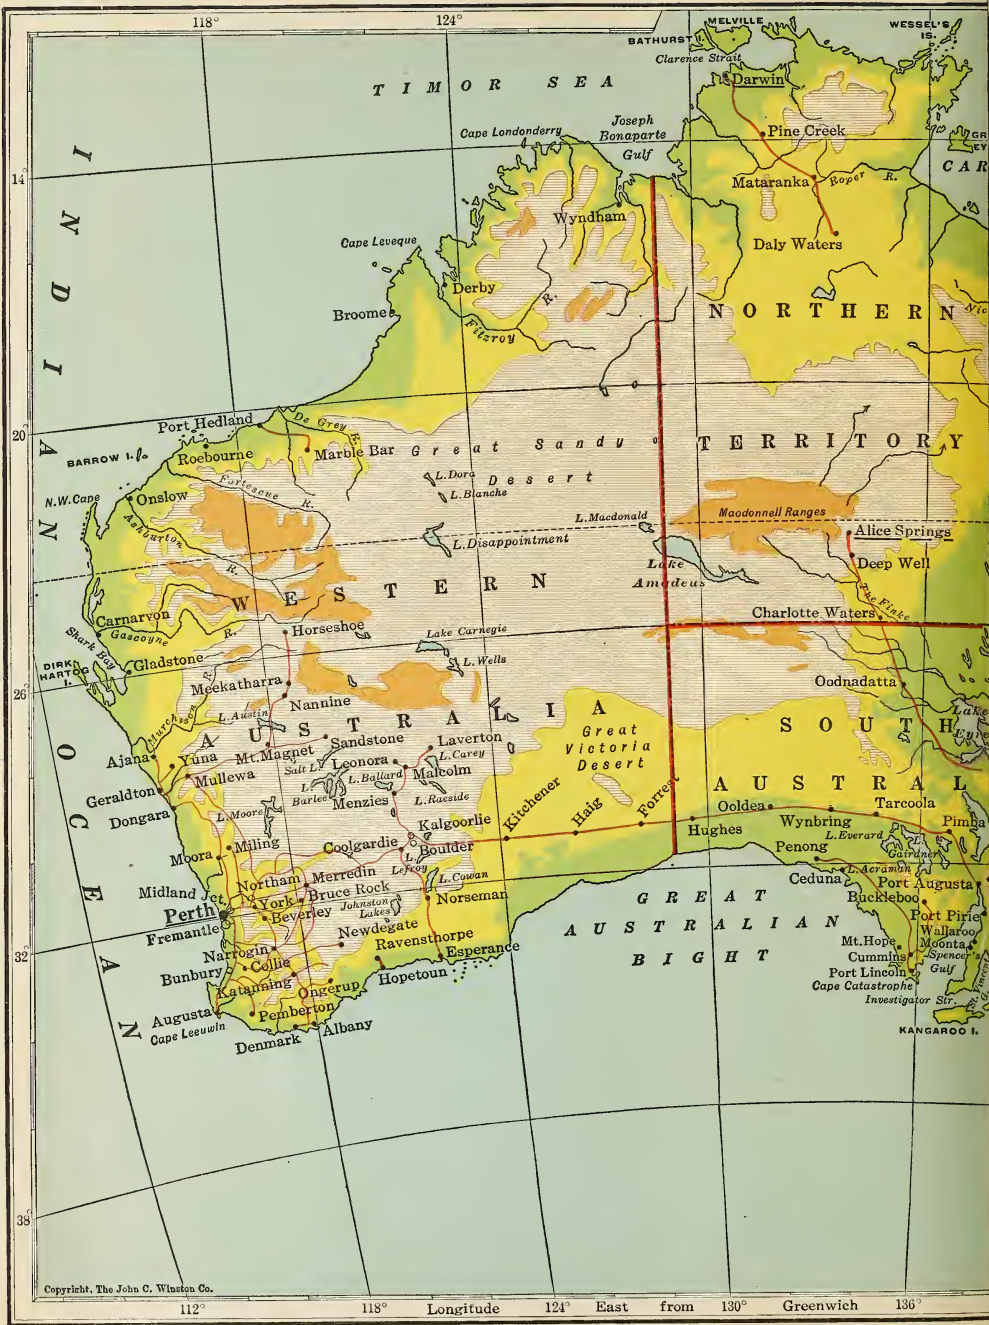 118°
124°
MELVILLE
I.
WESSEL'S
IS.
BATHURST I.
Clarence Strait
Darwin
TIMOR SEA
Joseph
Bonaparte
Gulf
Cape Londonderry
Pine Creek
GR
EY
CAR
14°
Mataranka
Roper R.
Wyndham
Daly Waters
Cape Leveque
Derby
Broome
Fitzroy R.
NORTHERN
Nic
INDIAN
Port Hedland
De Grey R.
20°
Roebourne
Marble Bar
Great Sandy
Desert
TERRITORY
BARROW I.
L. Dora
L. Blanche
N.W. Cape
Onslow
Fortescue R.
L. Macdonald
Macdonnell Ranges
Ashburton R.
L. Disappointment
Alice Springs
Lake
Amadeus
Deep Well
WESTERN
The Finke
Charlotte Waters
Carnarvon
Gascoyne R.
Horseshoe
Lake Carnegie
Shark Bay
Gladstone
L. Wells
DIRK
HARTOG
I.
26°
Meekatharra
Oodnadatta
Nannine
Murchison R.
L. Austin
AUSTRALIA
SOUTH
Lake
Eyre
Great
Victoria
Desert
Ajana
Yuna
Mt. Magnet
Sandstone
Laverton
Salt L.
Leonora
L. Carey
Mullewa
L. Ballard
Malcolm
AUSTRAL
Geraldton
L.
Barlee
Menzies
L. Raeside
Kitchener
Haig
Forrest
Ooldea
Tarcoola
Dongara
L. Moore
Kalgoorlie
Hughes
Wynbring
Pimba
L. Everard
Moora
Miling
Coolgardie
Boulder
L.
Lefroy
Penong
L.
Gairdner
L. Acraman
Midland Jct.
Northam
Merredin
L. Cowan
Ceduna
Port Augusta
Perth
York
Bruce Rock
Norseman
Buckleboo
Fremantle
Beverley
Johnston
Lakes
GREAT
AUSTRALIAN
BIGHT
Port Pirie
Newdegate
Wallaroo
Narrogin
Ravensthorpe
Mt. Hope
Moonta
32°
Bunbury
Collie
Esperance
Cummins
Spencer's
Gulf
Katanning
Ongerup
Hopetoun
Port Lincoln
St. Vincent
G.
Cape Catastrophe
Augusta
Pemberton
Investigator Str.
Cape Leeuwin
Denmark
Albany
KANGAROO I.
OCEAN
38°
Copyright, The John C. Winston Co.
112°
118°
Longitude
124°
East
from
130°
Greenwich
136°